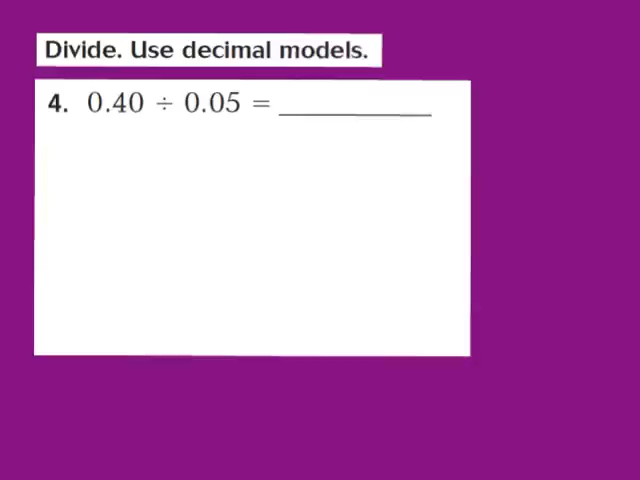 Divide. Use decimal models.
4. 0.40 ÷ 0.05 = ___________